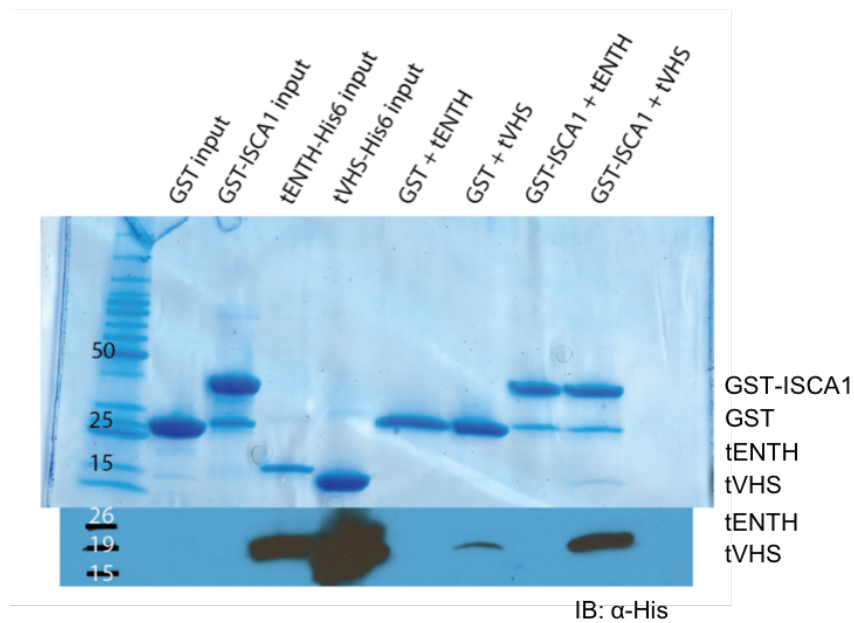 GST input
GST-ISCA1 input
tENTH-His6 input
tVHS-His6 input
GST + tENTH
GST + tVHS
GST-ISCA1 + tENTH
GST-ISCA1 + tVHS
50
25
15
GST-ISCA1
GST
tENTH
tVHS
26
19
15
tENTH
tVHS
IB: α-His